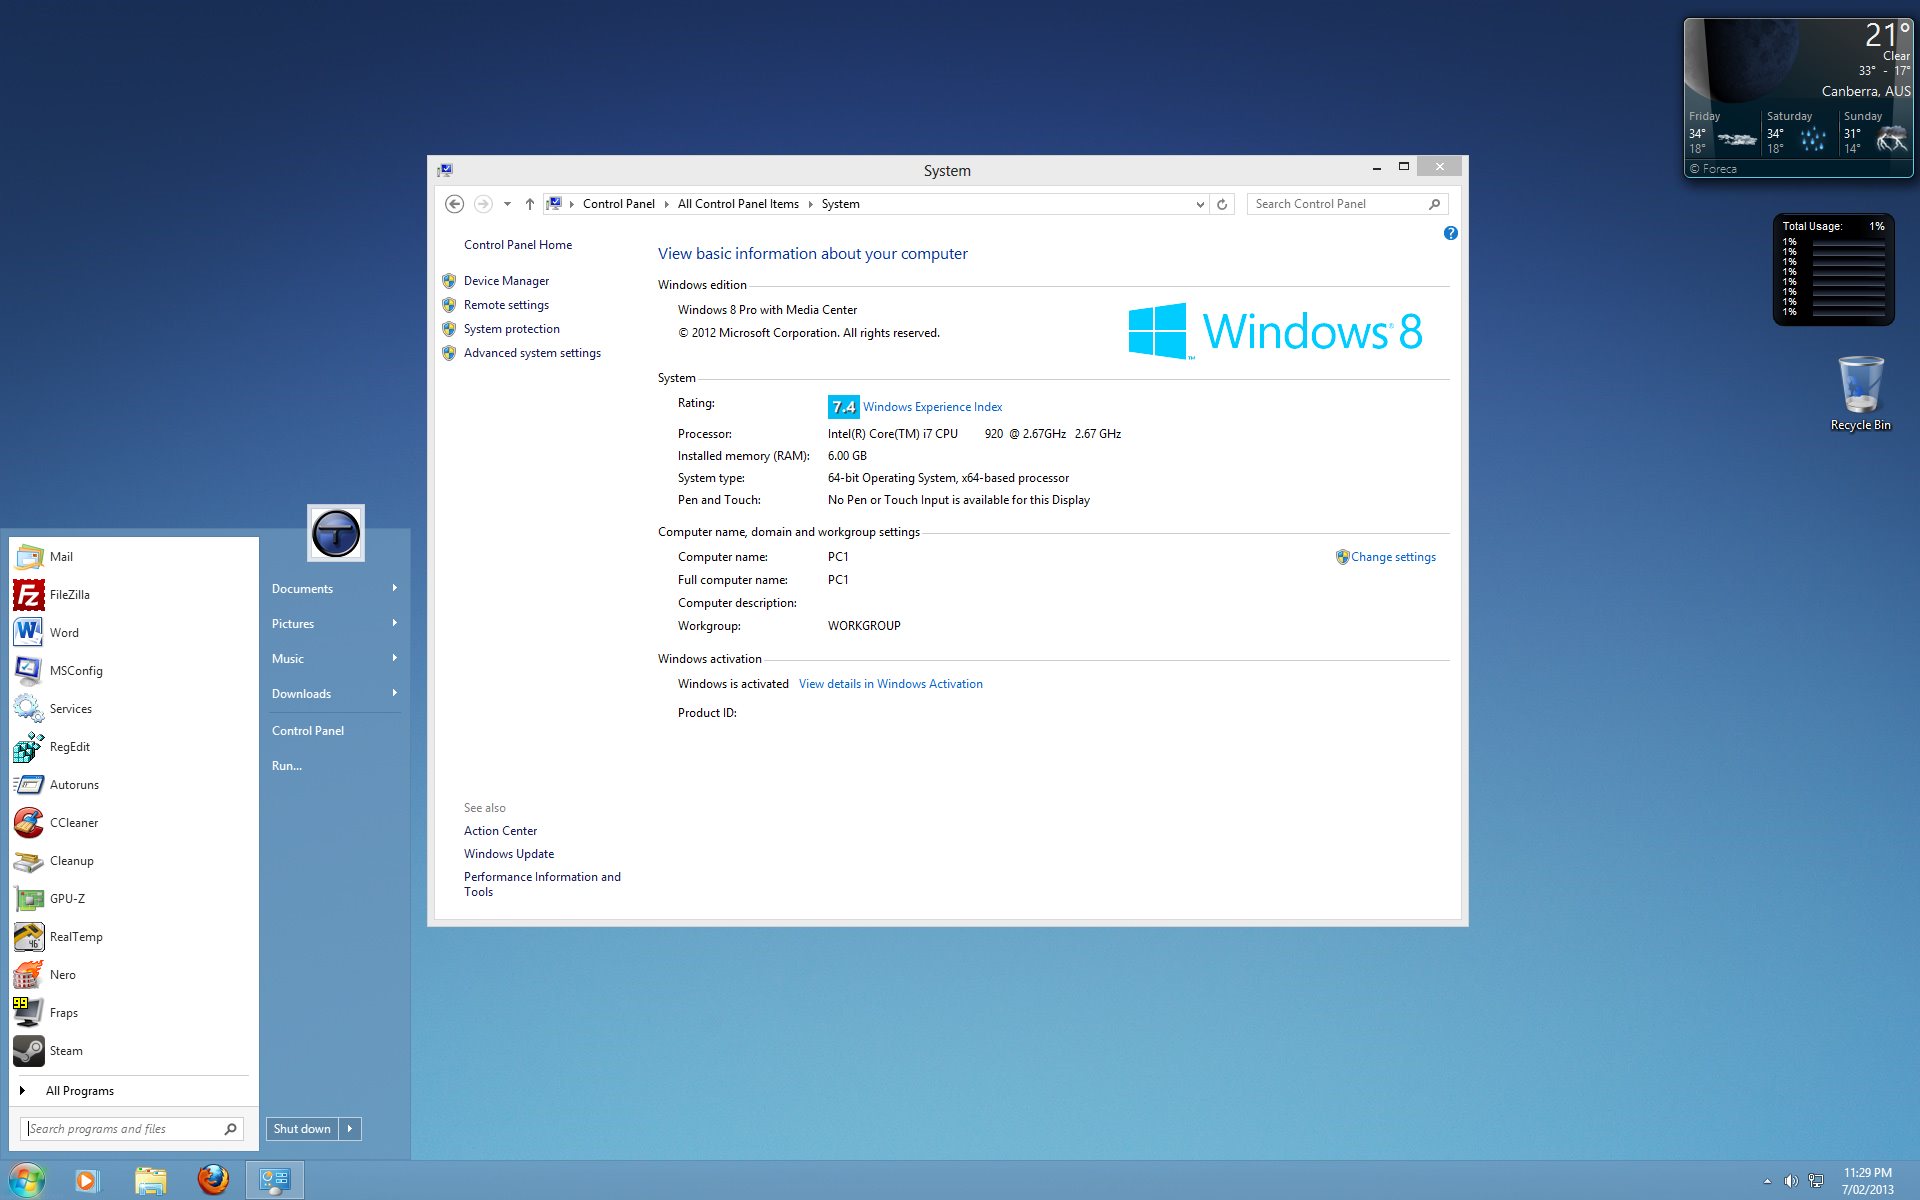 21°
Clear
33° - 17°
Canberra, AUS
Friday Saturday Sunday
34° 34° 31°
18° 18° 14°
© Foreca
Total Usage: 1%
1%
1%
1%
1%
1%
1%
1%
1%
Recycle Bin
System
Control Panel All Control Panel Items System
Search Control Panel
Control Panel Home
Device Manager
Remote settings
System protection
Advanced system settings
View basic information about your computer
Windows edition
Windows 8 Pro with Media Center
© 2012 Microsoft Corporation. All rights reserved.
Windows® 8
System
Rating: 7.4 Windows Experience Index
Processor: Intel(R) Core(TM) i7 CPU 920 @ 2.67GHz 2.67 GHz
Installed memory (RAM): 6.00 GB
System type: 64-bit Operating System, x64-based processor
Pen and Touch: No Pen or Touch Input is available for this Display
Computer name, domain and workgroup settings
Computer name: PC1
Change settings
Full computer name: PC1
Computer description:
Workgroup: WORKGROUP
Windows activation
Windows is activated View details in Windows Activation
Product ID:
See also
Action Center
Windows Update
Performance Information and
Tools
Mail
FileZilla
Word
MSConfig
Services
RegEdit
Autoruns
CCleaner
Cleanup
GPU-Z
RealTemp
Nero
Fraps
Steam
All Programs
Search programs and files
Documents
Pictures
Music
Downloads
Control Panel
Run...
Shut down
11:29 PM
7/02/2013